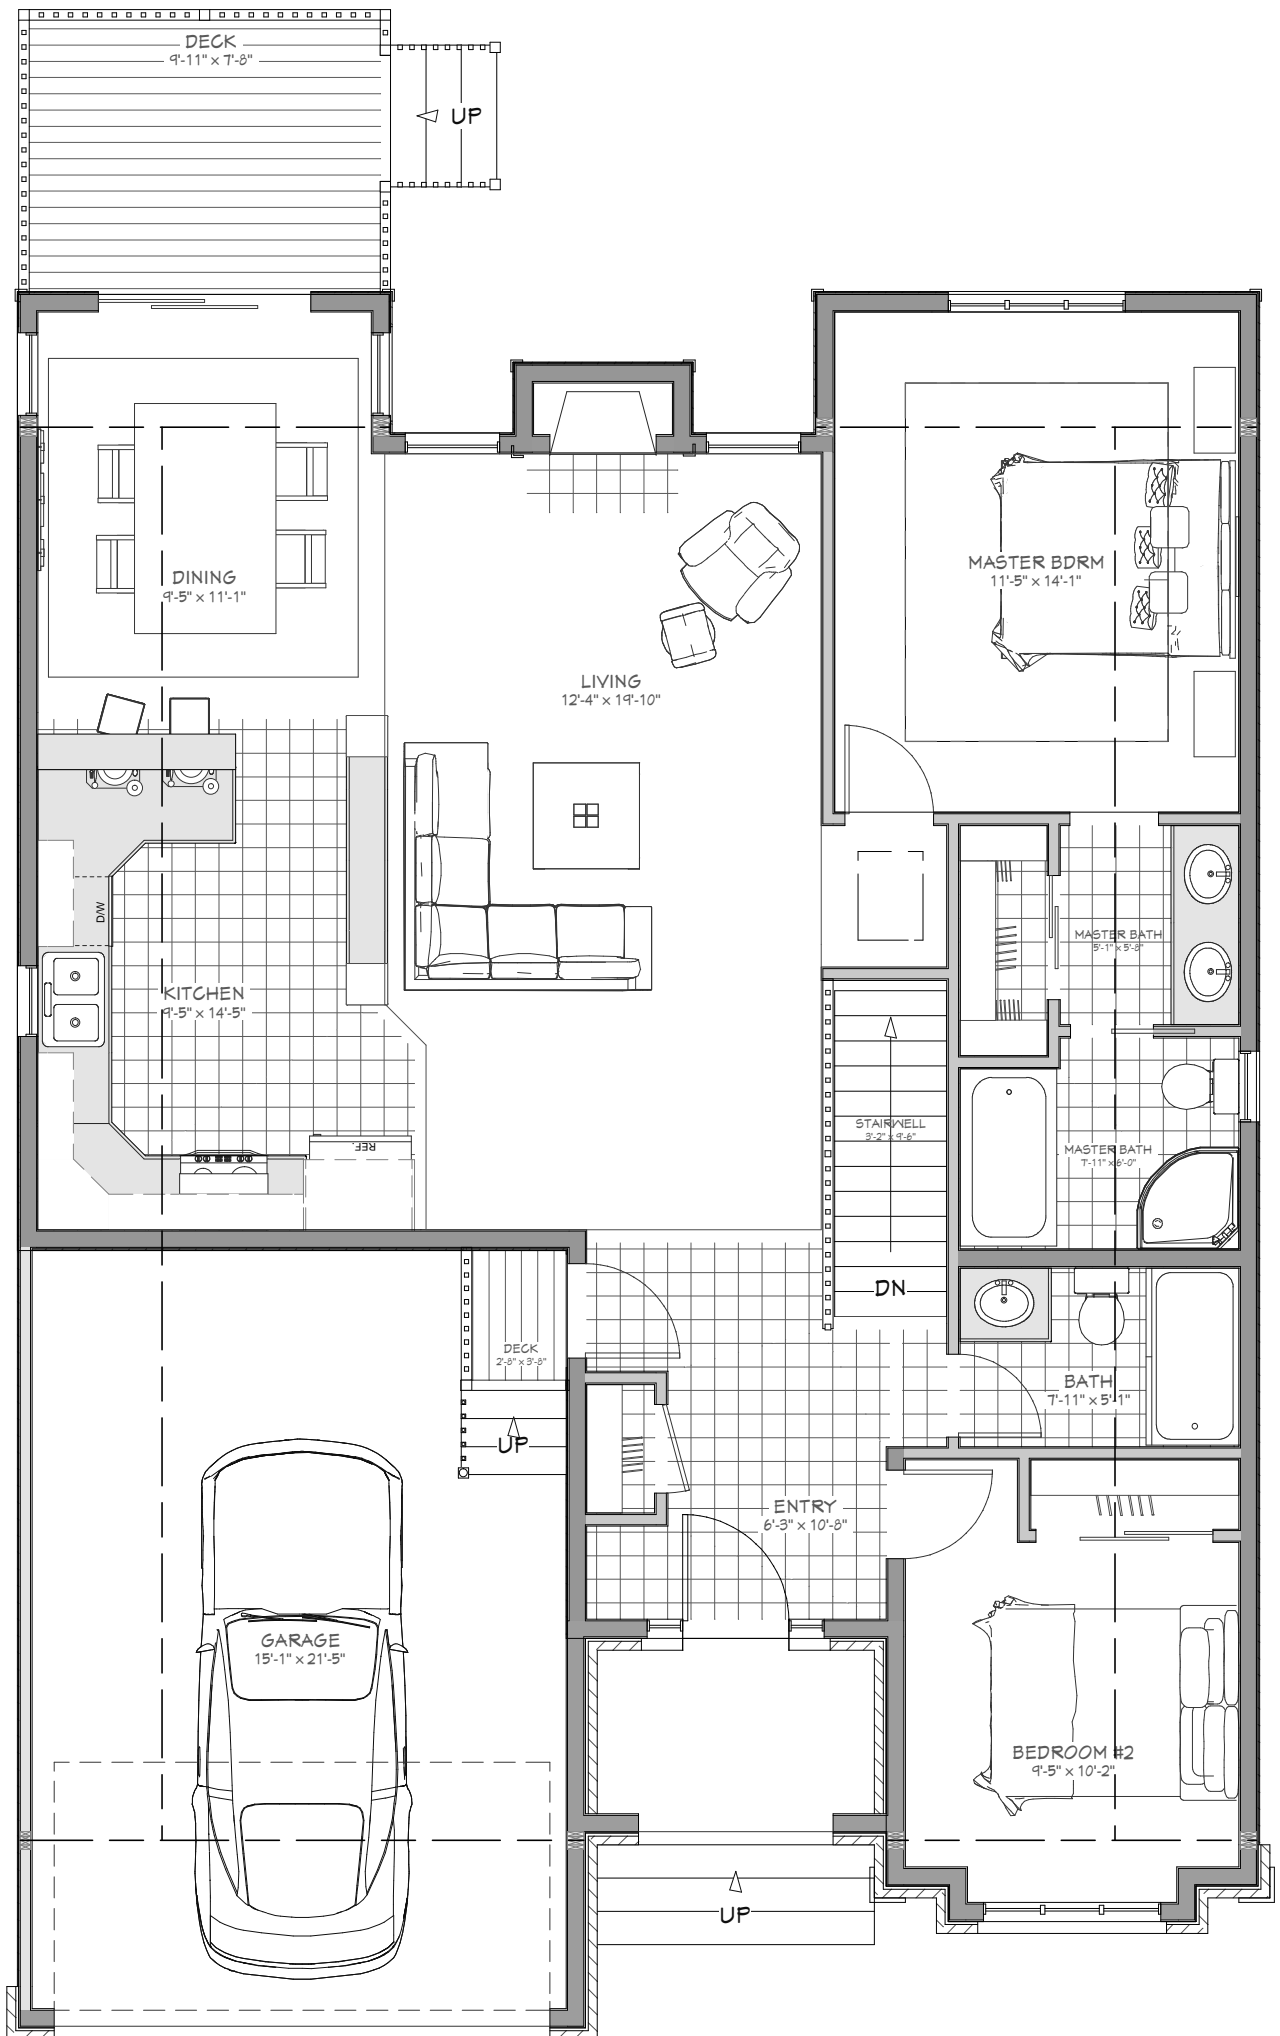 DECK
9'-11" x 7'-8"
UP
MASTER BDRM
11'-5" x 14'-1"
DINING
9'-5" x 11'-1"
LIVING
12'-4" x 19'-10"
D/W
MASTER BATH
5'-1" x 5'-8"
KITCHEN
9'-5" x 14'-5"
STAIRWELL
3'-2" x 9'-6"
REF.
MASTER BATH
7'-11" x 6'-0"
DN
DECK
2'-8" x 3'-8"
BATH
7'-11" x 5'-1"
UP
ENTRY
6'-3" x 10'-8"
GARAGE
15'-1" x 21'-5"
BEDROOM #2
9'-5" x 10'-2"
UP